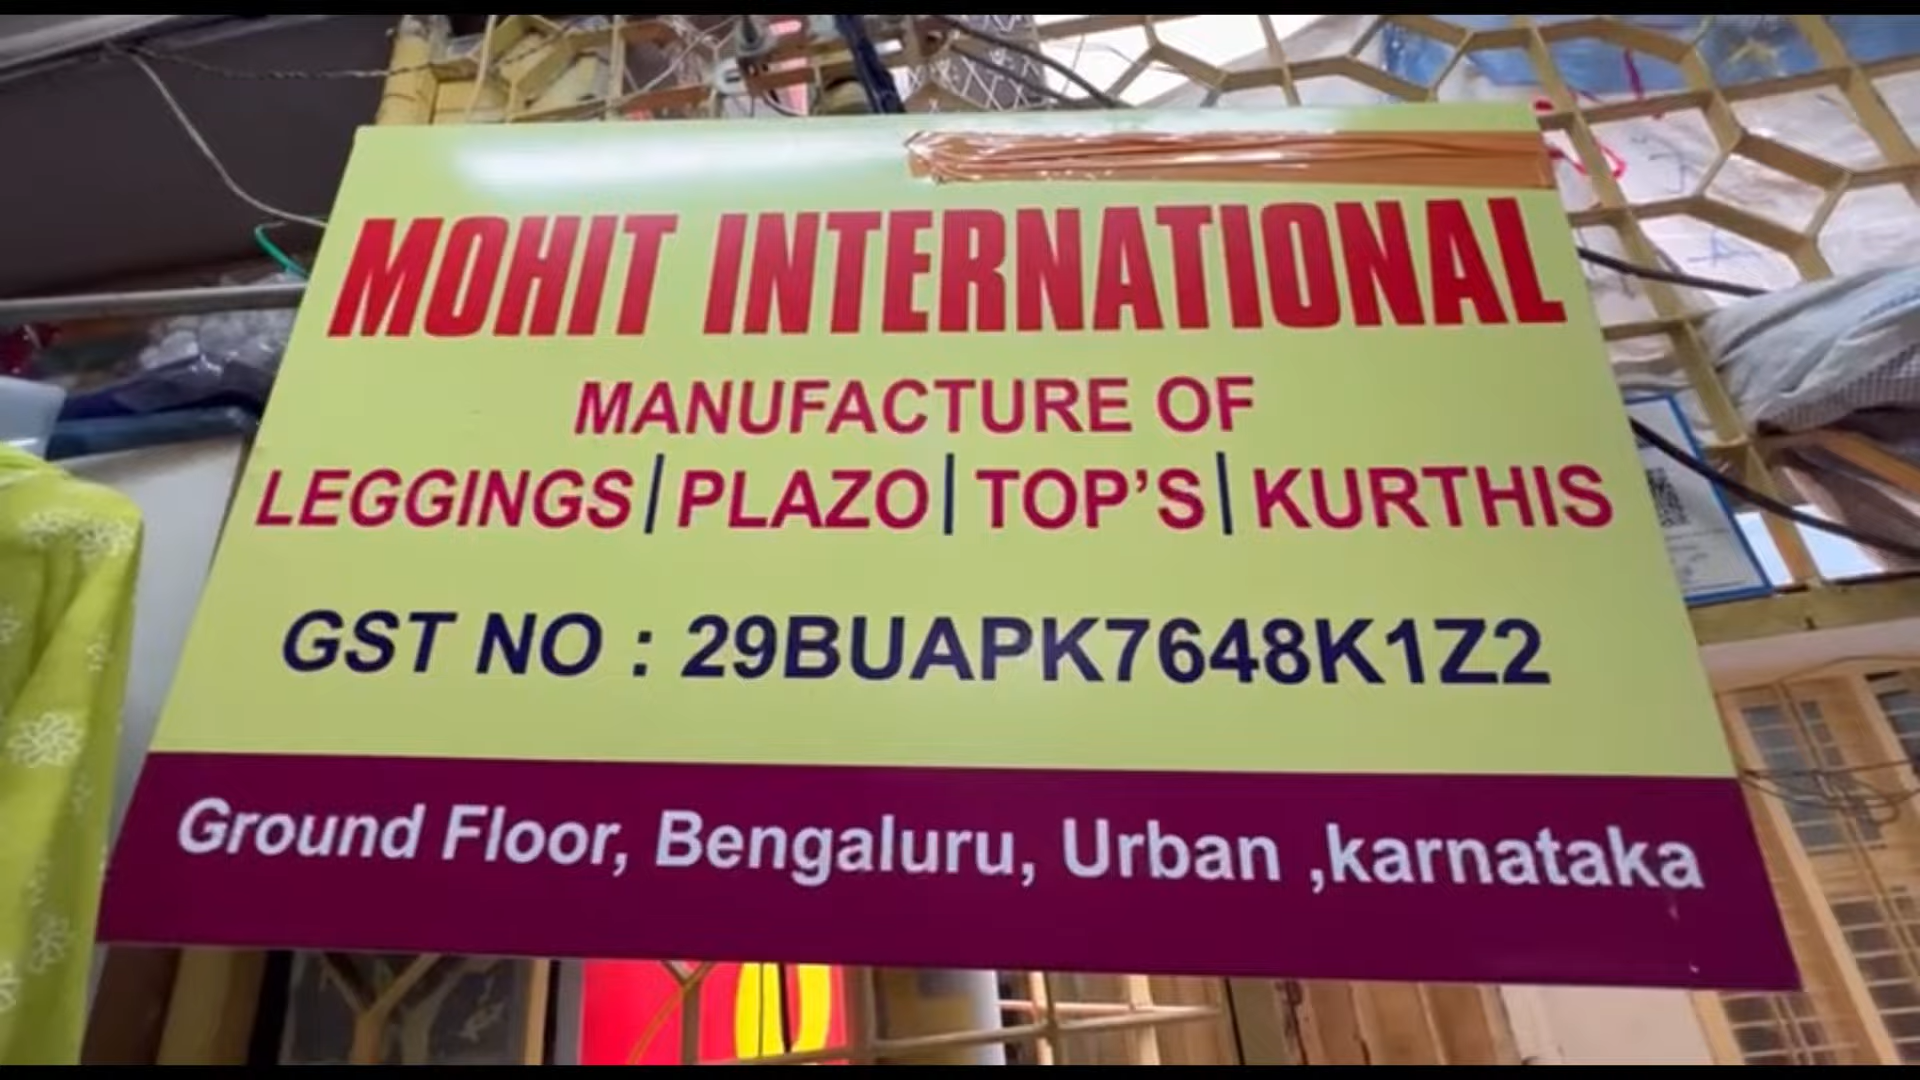 MOHIT INTERNATIONAL
MANUFACTURE OF
LEGGINGS|PLAZO|TOP'S|KURTHIS
GST NO : 29BUAPK7648K1Z2
Ground Floor, Bengaluru, Urban ,karnataka